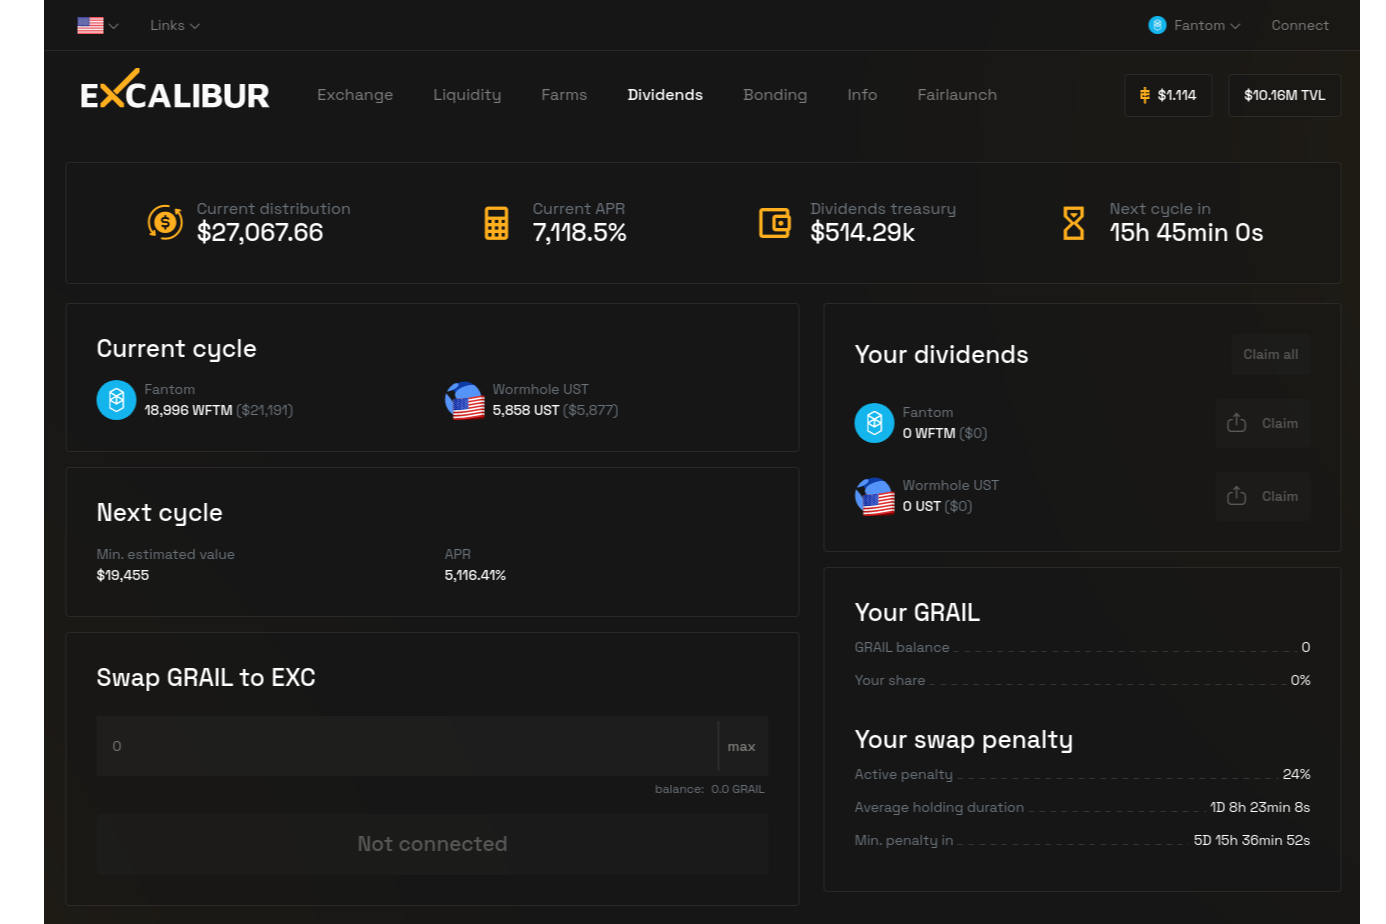 Links
Fantom
Connect
EXCALIBUR
Exchange
Liquidity
Farms
Dividends
Bonding
Info
Fairlaunch
$1.114
$10.16M TVL
Current distribution
$27,067.66
Current APR
7,118.5%
Dividends treasury
$514.29k
Next cycle in
15h 45min 0s
Current cycle
Fantom
18,996 WFTM ($21,191)
Wormhole UST
5,858 UST ($5,877)
Next cycle
Min. estimated value
$19,455
APR
5,116.41%
Swap GRAIL to EXC
0
max
balance: 0.0 GRAIL
Not connected
Your dividends
Claim all
Fantom
0 WFTM ($0)
Claim
Wormhole UST
0 UST ($0)
Claim
Your GRAIL
GRAIL balance 0
Your share 0%
Your swap penalty
Active penalty 24%
Average holding duration 1D 8h 23min 8s
Min. penalty in 5D 15h 36min 52s